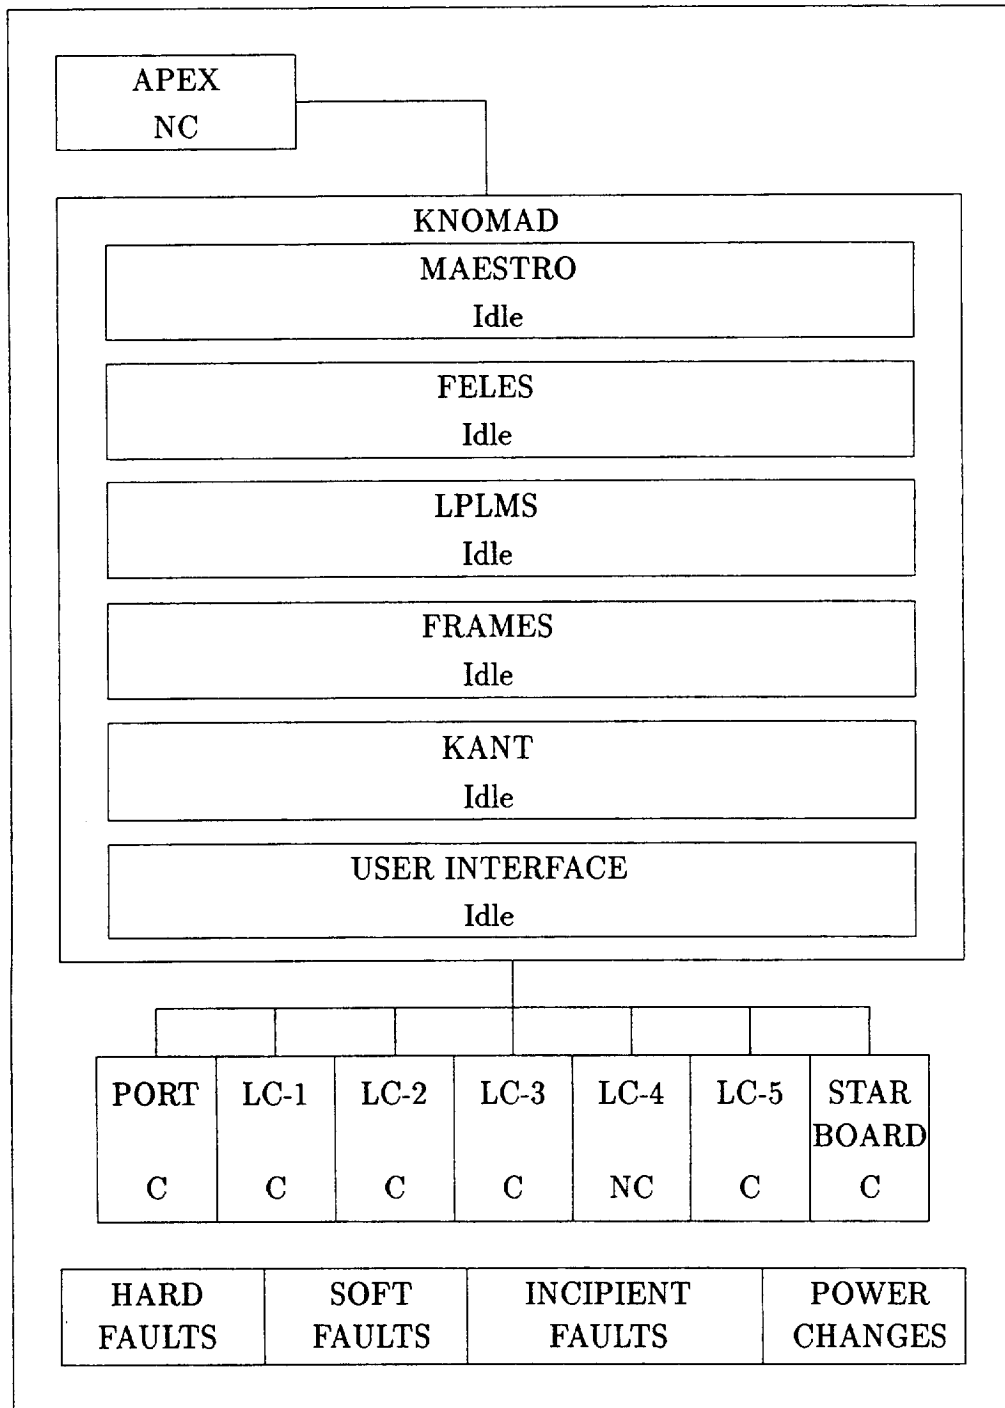 APEX
NC
KNOMAD
MAESTRO
Idle
FELES
Idle
LPLMS
Idle
FRAMES
Idle
KANT
Idle
USER INTERFACE
Idle
PORT LC-1 LC-2 LC-3 LC-4 LC-5 STAR
BOARD
C C C C NC C C
HARD SOFT INCIPIENT POWER
FAULTS FAULTS FAULTS CHANGES